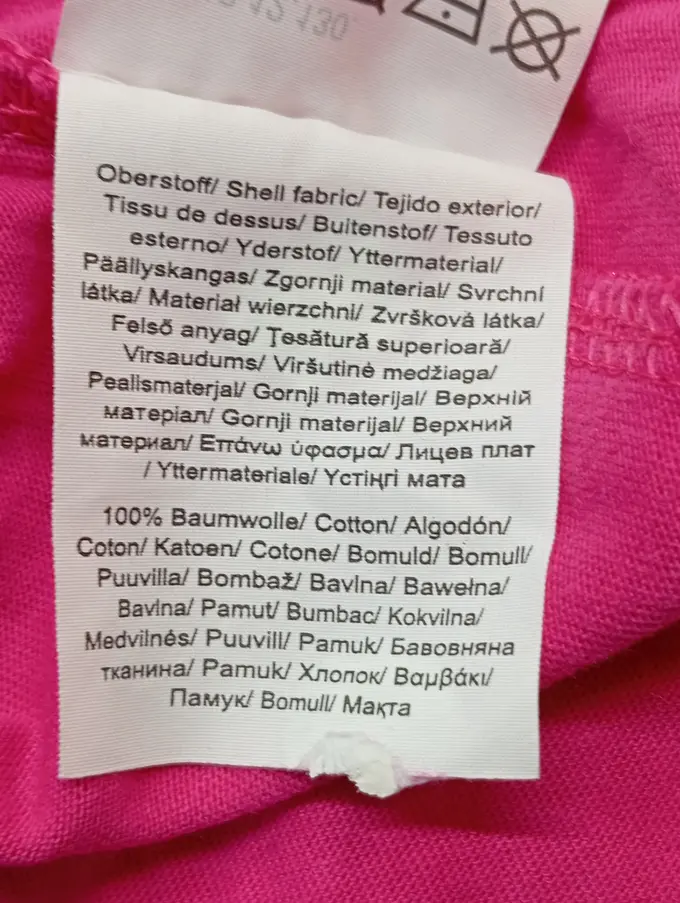 Oberstoff/ Shell fabric/ Tejido exterior/
Tissu de dessus/ Buitenstof/ Tessuto
esterno/ Yderstof/ Yttermaterial/
Päällyskangas/ Zgornji material/ Svrchní
látka/ Materiał wierzchni/ Zvršková látka/
Felső anyag/ Ţesătură superioară/
Virsaudums/ Viršutinė medžiaga/
Pealismaterjal/ Gornji materijal/ Верхній
матеріал/ Gornji materijal/ Верхний
материал/ Επάνω ύφασμα/ Лицев плат
/ Yttermateriale/ Үстіңгі мата
100% Baumwolle/ Cotton/ Algodón/
Coton/ Katoen/ Cotone/ Bomuld/ Bomull/
Puuvilla/ Bombaž/ Bavlna/ Bawełna/
Bavlna/ Pamut/ Bumbac/ Kokvilna/
Medvilnės/ Puuvill/ Pamuk/ Бавовняна
тканина/ Pamuk/ Хлопок/ Βαμβάκι/
Памук/ Bomull/ Мақта